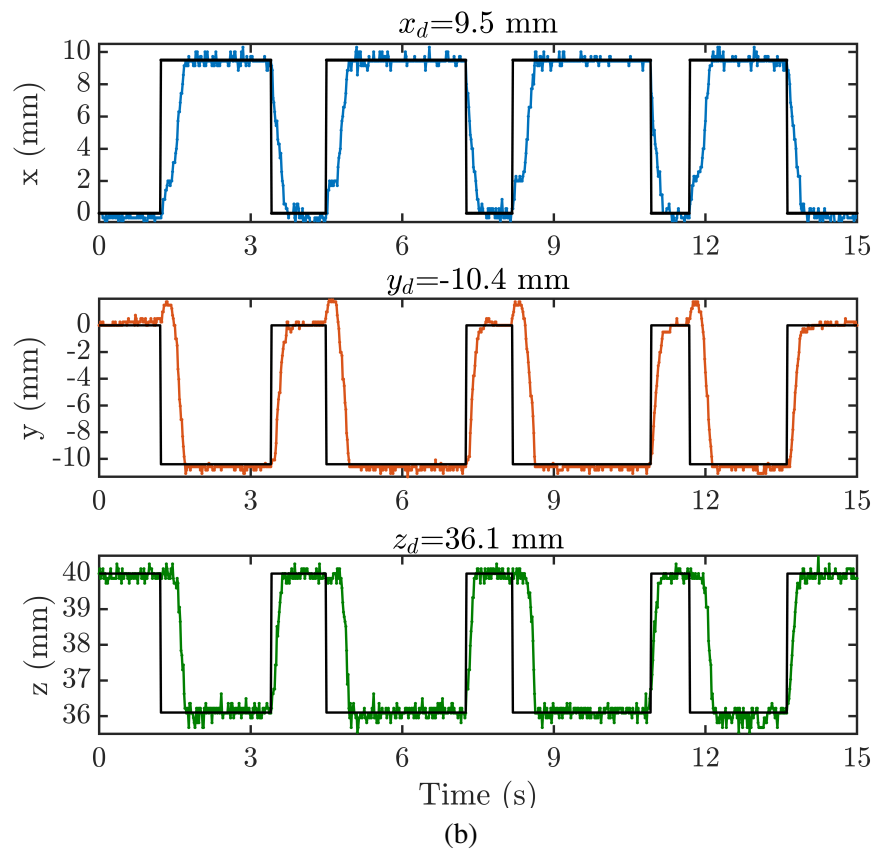 x_d=9.5 mm
10
8
6
4
2
0
x (mm)
0 3 6 9 12 15
y_d=-10.4 mm
0
-2
-4
-6
-8
-10
y (mm)
0 3 6 9 12 15
z_d=36.1 mm
40
39
38
37
36
z (mm)
0 3 6 9 12 15
Time (s)
(b)